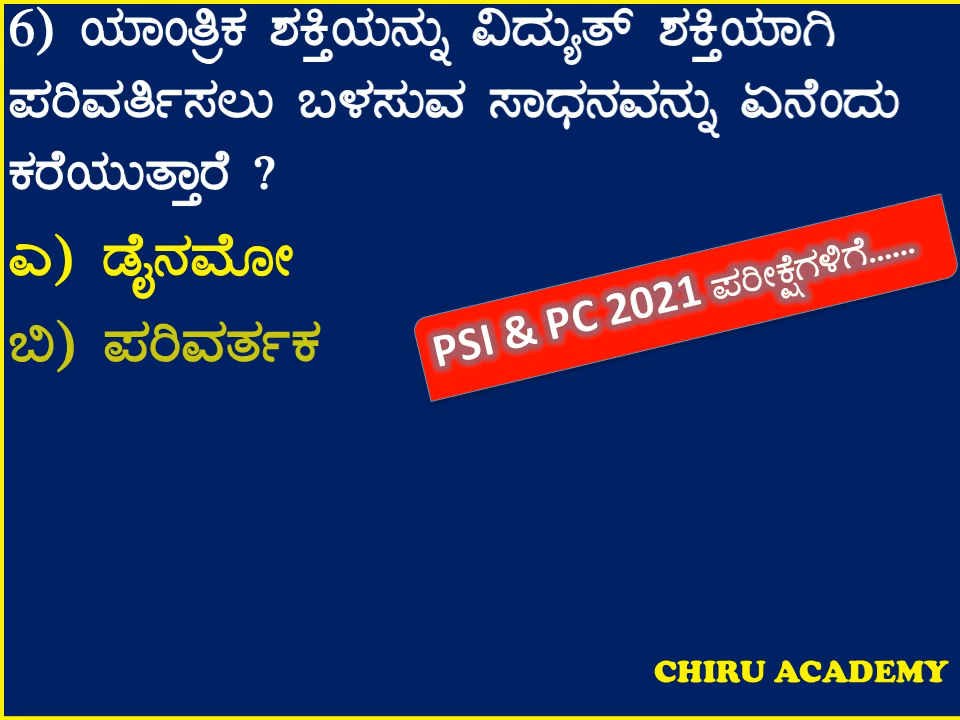 6) ಯಾಂತ್ರಿಕ ಶಕ್ತಿಯನ್ನು ವಿದ್ಯುತ್ ಶಕ್ತಿಯಾಗಿ
ಪರಿವರ್ತಿಸಲು ಬಳಸುವ ಸಾಧನವನ್ನು ಏನೆಂದು
ಕರೆಯುತ್ತಾರೆ ?
ಎ) ಡೈನಮೋ
ಬಿ) ಪರಿವರ್ತಕ
PSI & PC 2021 ಪರೀಕ್ಷೆಗಳಿಗೆ......
CHIRU ACADEMY